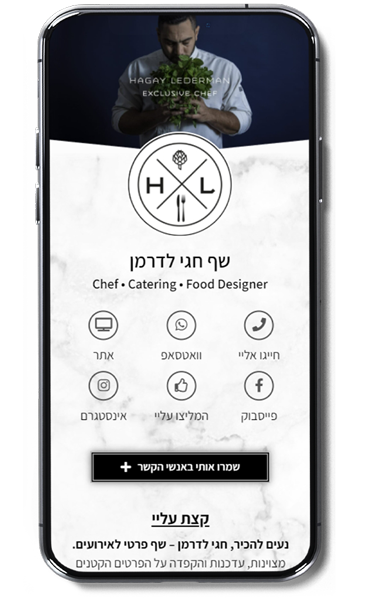 HAGAY LEDERMAN
EXCLUSIVE CHEF
H L
שף חגי לדרמן
Chef • Catering • Food Designer
חייגו אליי
וואטסאפ
אתר
פייסבוק
המליצו עליי
אינסטגרם
שמרו אותי באנשי הקשר +
קצת עליי
נעים להכיר, חגי לדרמן – שף פרטי לאירועים.
מצוינות, עדכנות והקפדה על הפרטים הקטנים